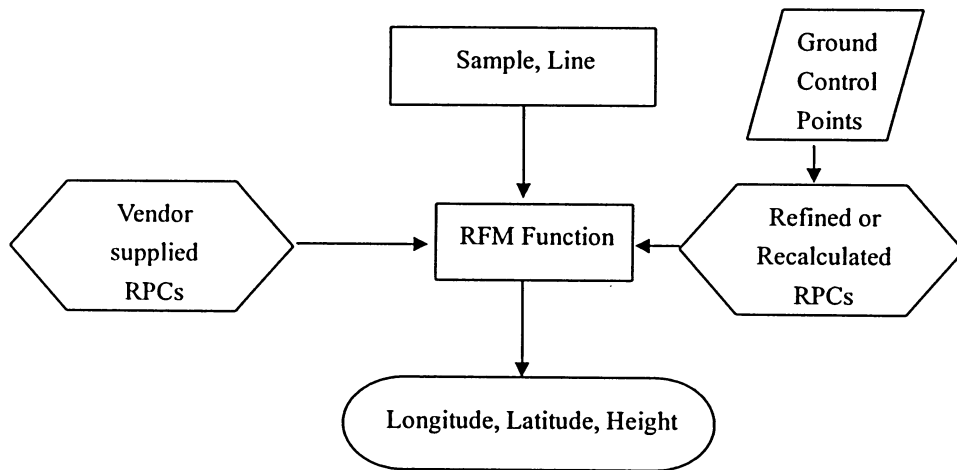 Sample, Line
Ground
Control
Points
Vendor
supplied
RPCs
RFM Function
Refined or
Recalculated
RPCs
Longitude, Latitude, Height